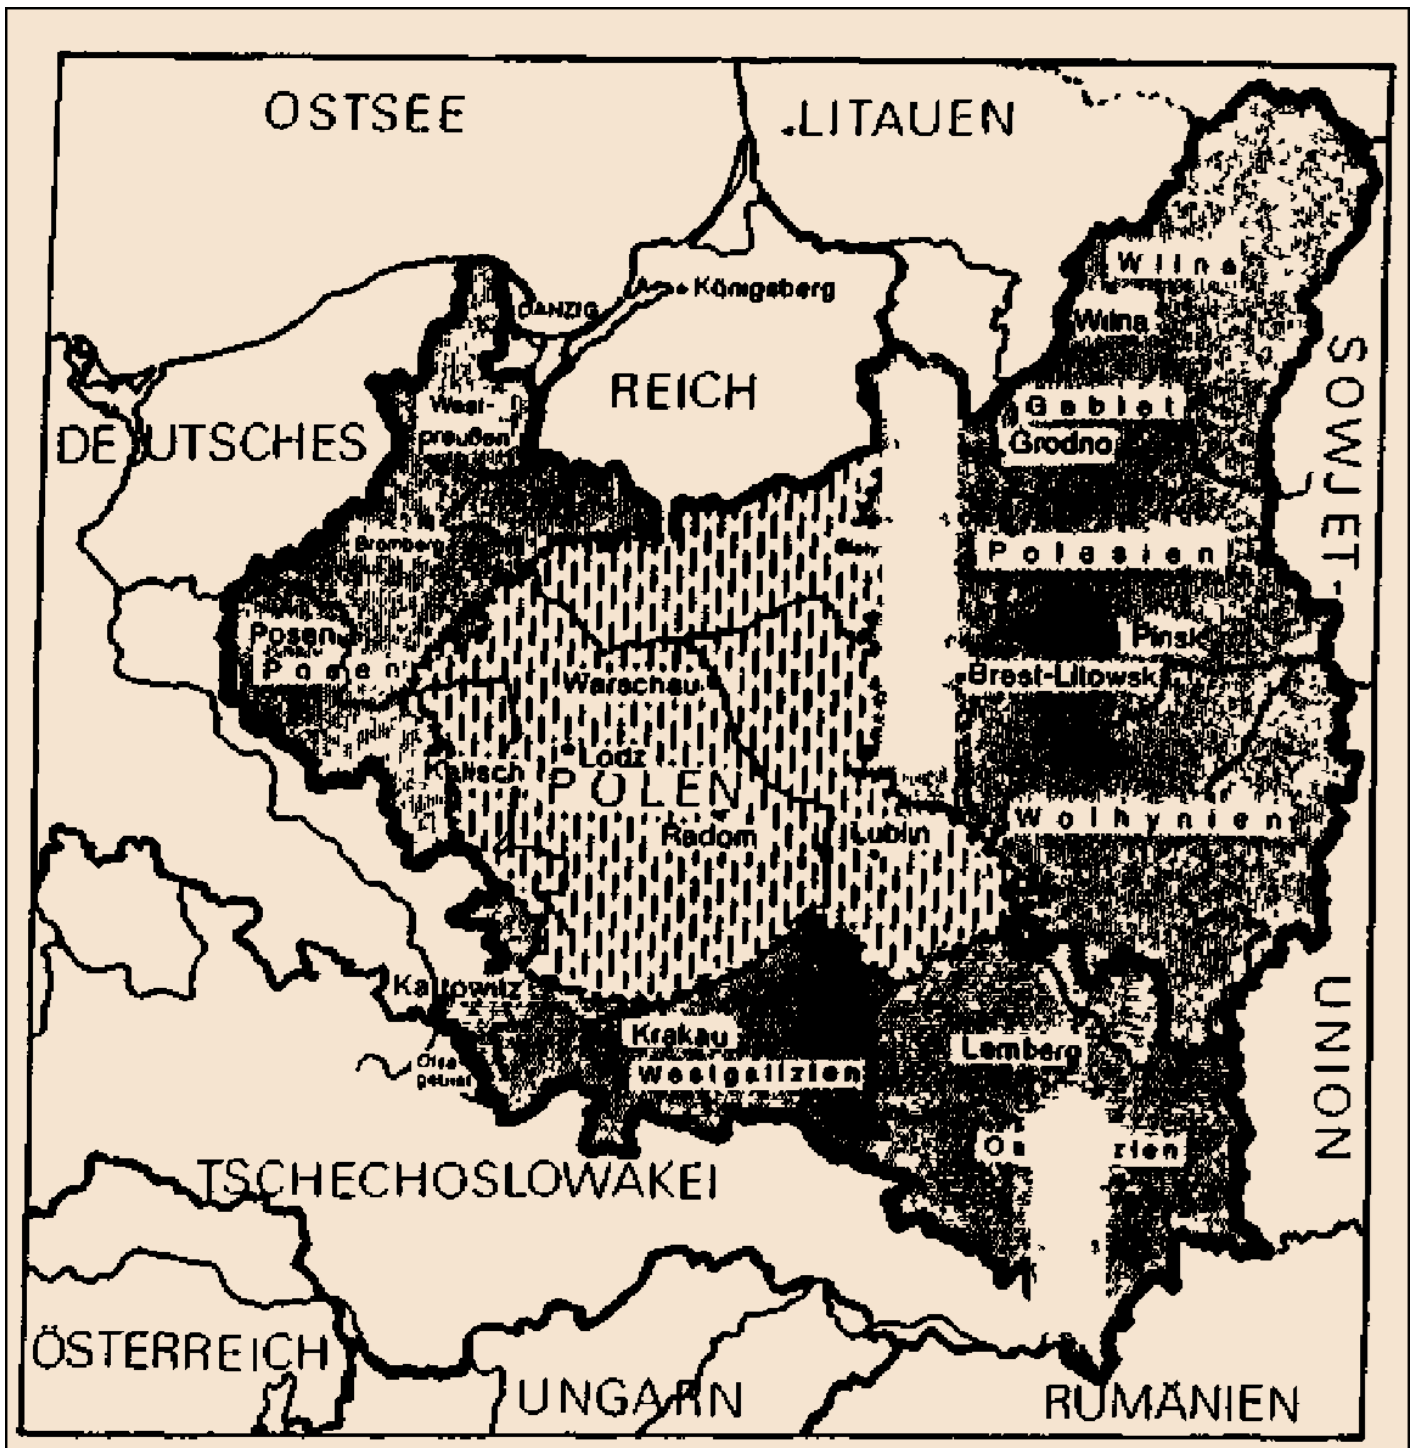 OSTSEE
LITAUEN
Wilna
Königsberg
DANZIG
Wilna
SOWJET-
REICH
West-
Gebiet
preußen
Grodno
DEUTSCHES
Bromberg
Polesien
Posen
Pinsk
Posen
Brest-Litowsk
Warschau
Lodz
Kalisch
POLEN
Wolhynien
Radom
Lublin
Kattowitz
UNION
Krakau
Lemberg
Westgalizien
TSCHECHOSLOWAKEI
ÖSTERREICH
UNGARN
RUMÄNIEN